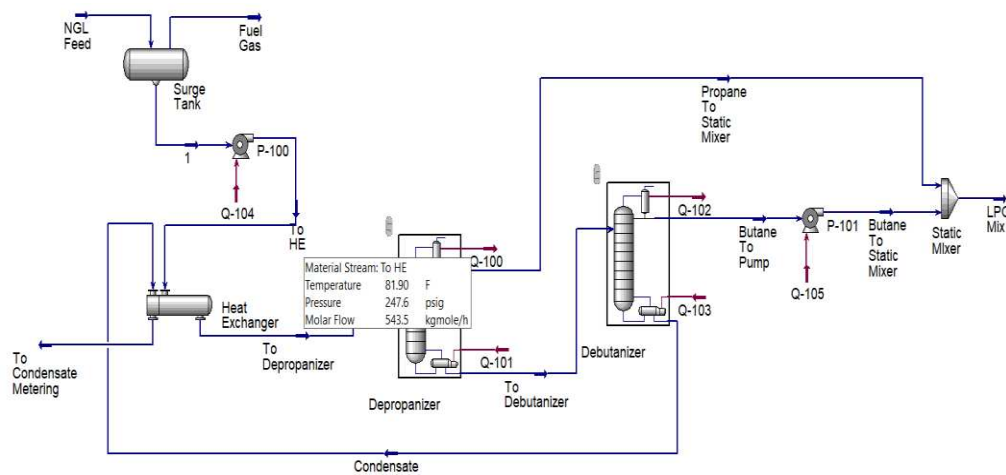 NGL
Feed
Fuel
Gas
Surge
Tank
1
P-100
Q-104
To
HE
Propane
To
Static
Mixer
Q-102
Butane
To
Pump
P-101
Butane
To
Static
Mixer
Static
MIxer
LPG
Mix
Q-105
Q-100
Material Stream: To HE
Temperature 81.90 F
Pressure 247.6 psig
Molar Flow 543.5 kgmole/h
Q-103
Debutanizer
Heat
Exchanger
To
Depropanizer
To
Condensate
Metering
Q-101
To
Debutanizer
Depropanizer
Condensate